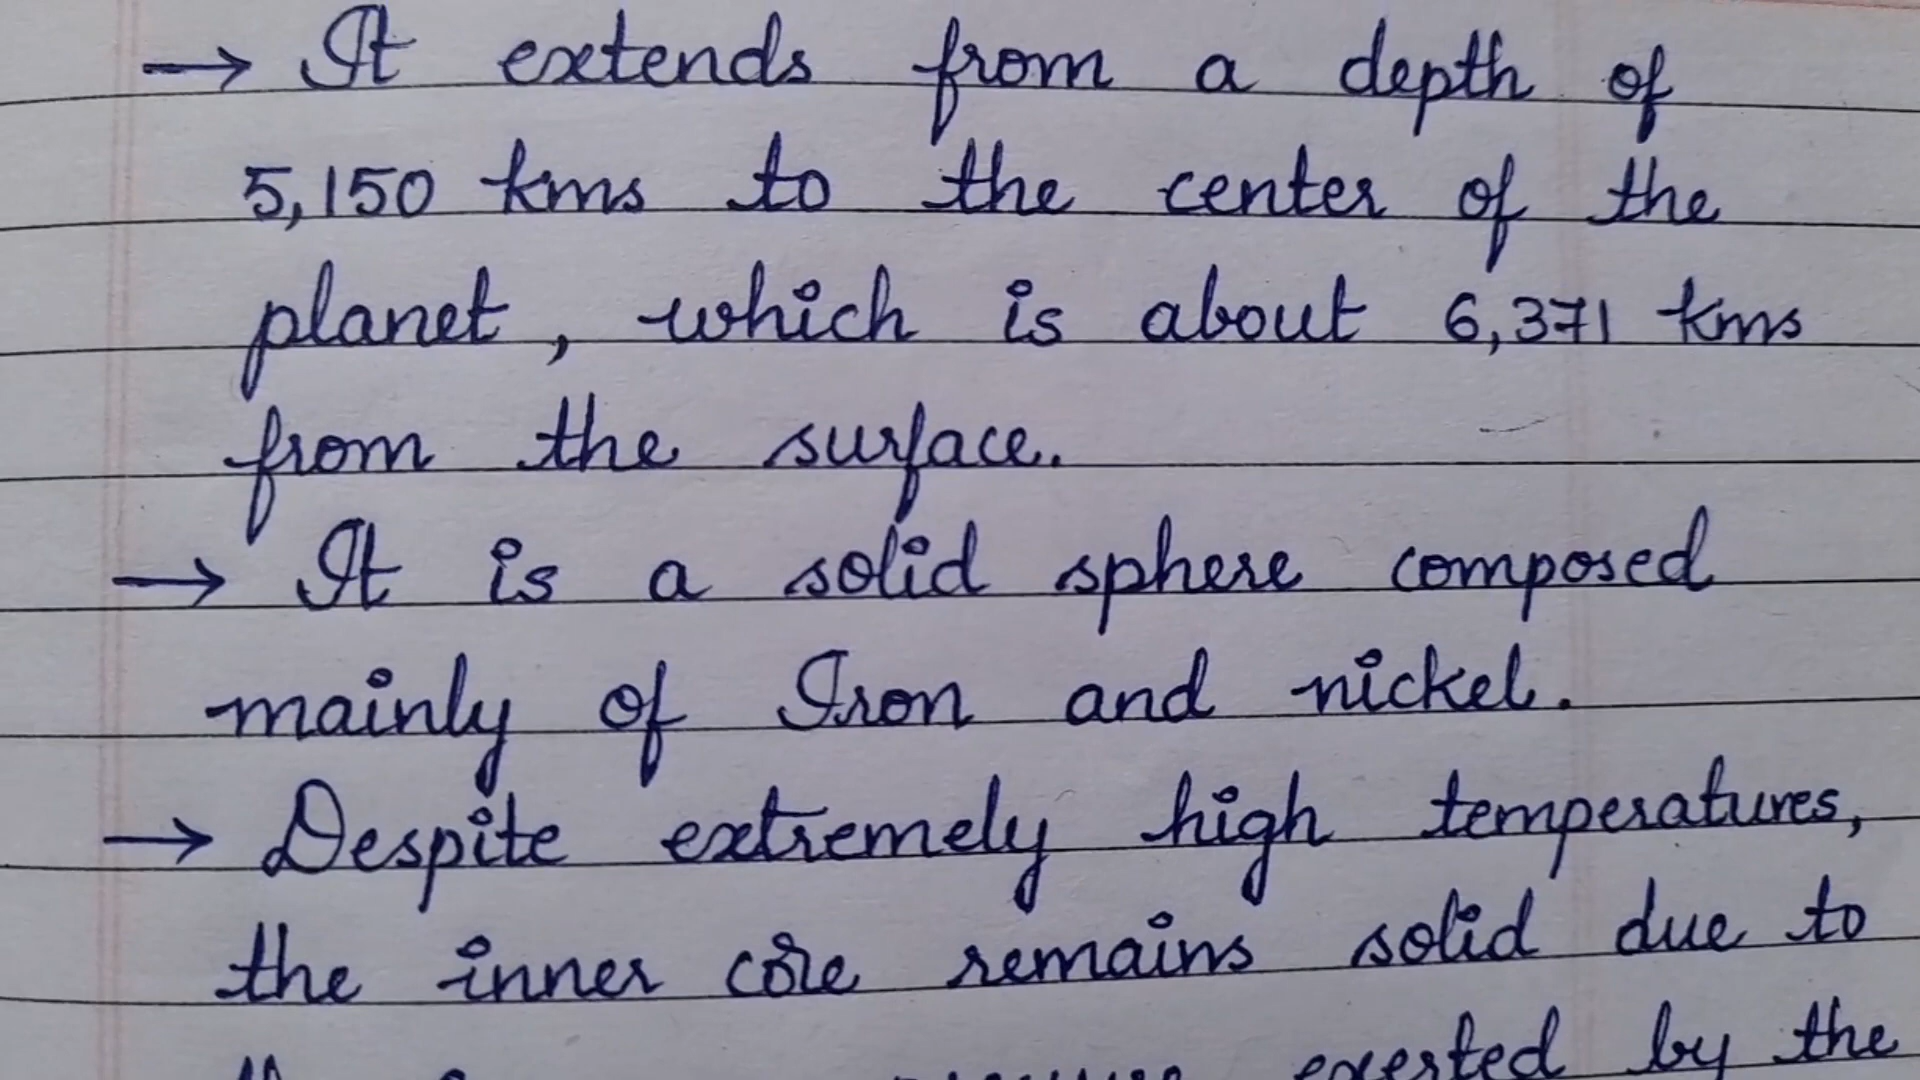 → It extends from a depth of
5,150 kms to the center of the
planet, which is about 6,371 kms
from the surface.
→ It is a solid sphere composed
mainly of Iron and nickel.
→ Despite extremely high temperatures,
the inner core remains solid due to
pressure exerted by the